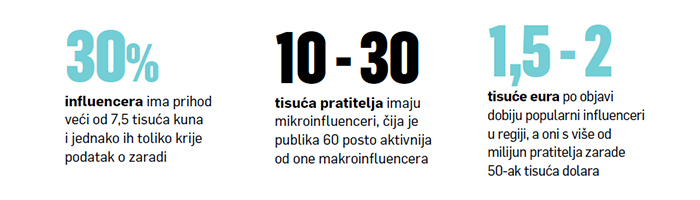 30%
influencera ima prihod
veći od 7,5 tisuća kuna
i jednako ih toliko krije
podatak o zaradi
10 - 30
tisuća pratitelja imaju
mikroinfluenceri, čija je
publika 60 posto aktivnija
od one makroinfluencera
1,5 - 2
tisuće eura po objavi
dobiju popularni influenceri
u regiji, a oni s više od
milijun pratitelja zarade
50-ak tisuća dolara